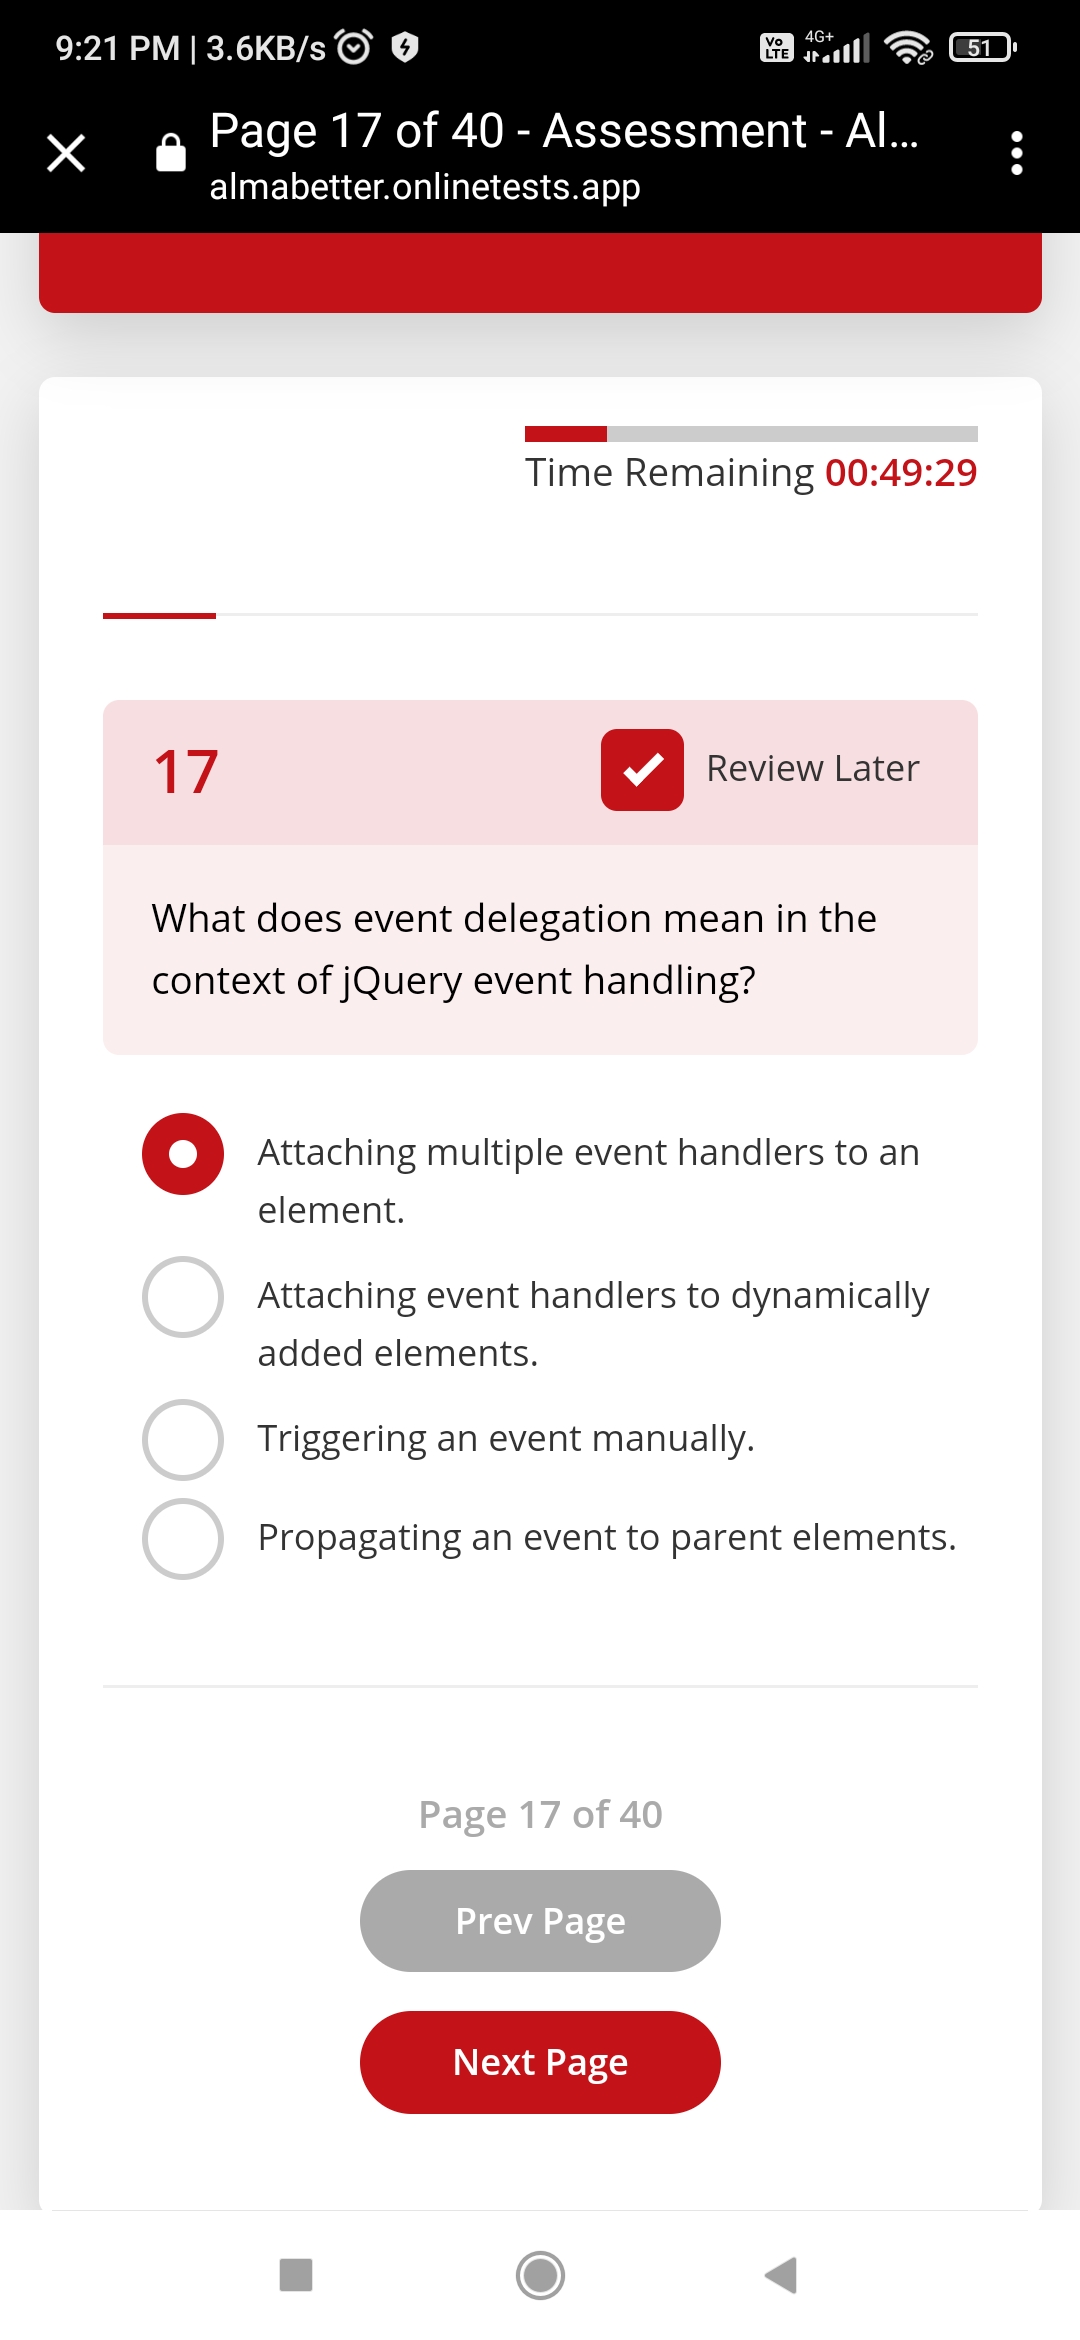 9:21 PM | 3.6KB/s
Vo LTE 4G+ 51
Page 17 of 40 - Assessment - Al...
almabetter.onlinetests.app
Time Remaining 00:49:29
17
Review Later
What does event delegation mean in the
context of jQuery event handling?
Attaching multiple event handlers to an
element.
Attaching event handlers to dynamically
added elements.
Triggering an event manually.
Propagating an event to parent elements.
Page 17 of 40
Prev Page
Next Page